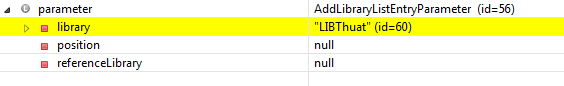 parameter AddLibraryListEntryParameter (id=56)
library "LIBThuat" (id=60)
position null
referenceLibrary null